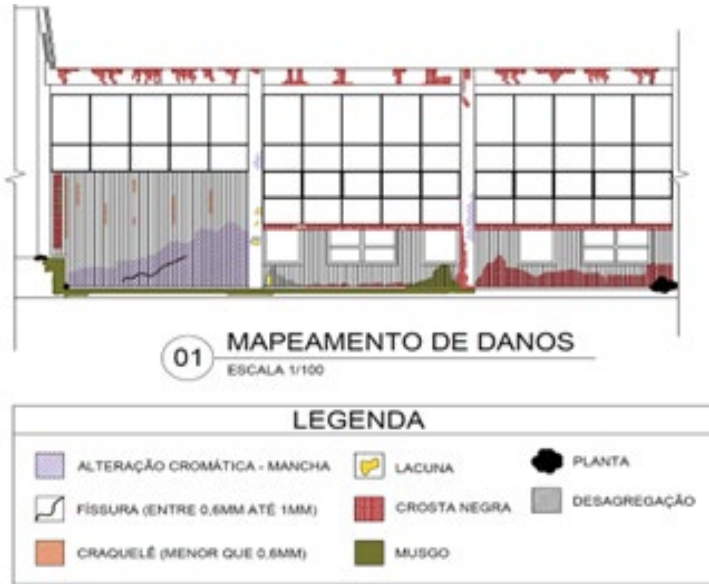 01
MAPEAMENTO DE DANOS
ESCALA 1/100
LEGENDA
ALTERAÇÃO CROMÁTICA - MANCHA
LACUNA
PLANTA
FÍSSURA (ENTRE 0,6MM ATÉ 1MM)
CROSTA NEGRA
DESAGREGAÇÃO
CRAQUELÊ (MENOR QUE 0,6MM)
MUSGO